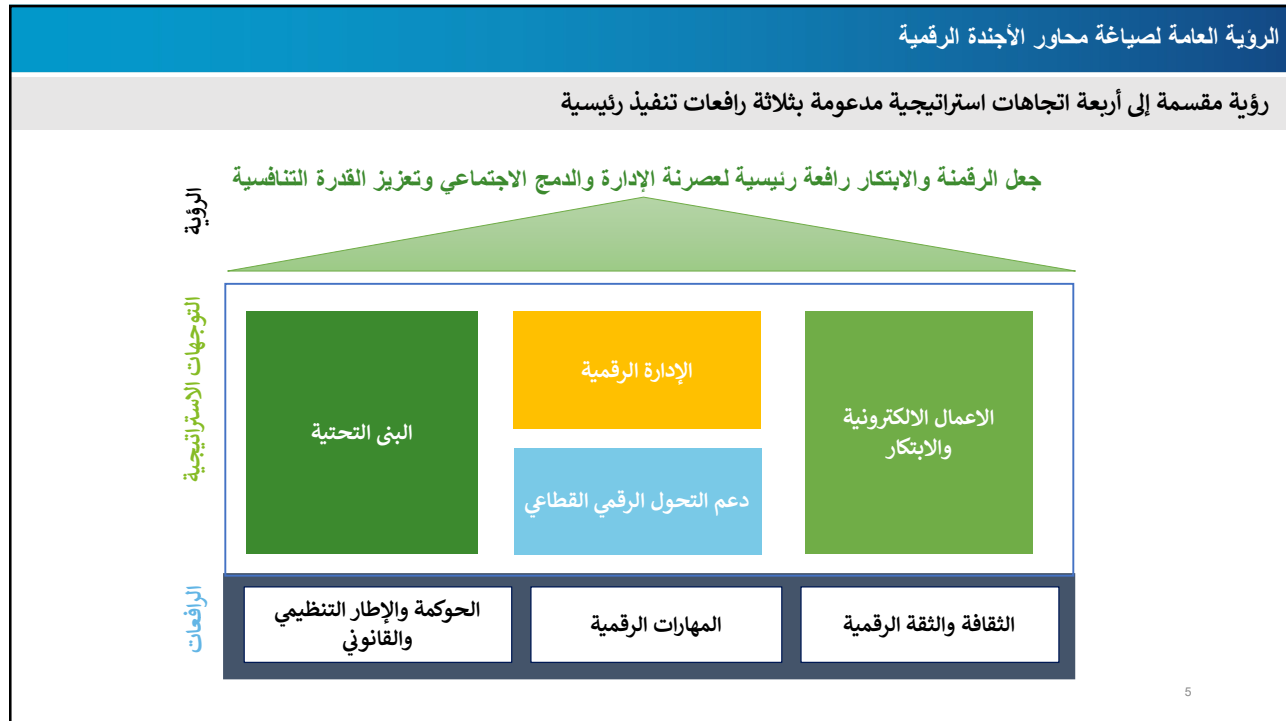 الرؤية العامة لصياغة محاور الأجندة الرقمية
رؤية مقسمة إلى أربعة اتجاهات استراتيجية مدعومة بثلاثة رافعات تنفيذ رئيسية
الرؤية
جعل الرقمنة والابتكار رافعة رئيسية لعصرنة الإدارة والدمج الاجتماعي وتعزيز القدرة التنافسية
التوجهات الاستراتيجية
الاعمال الالكترونية
والابتكار
الإدارة الرقمية
دعم التحول الرقمي القطاعي
البنى التحتية
الرافعات
الثقافة والثقة الرقمية
المهارات الرقمية
الحوكمة والإطار التنظيمي
والقانوني
5